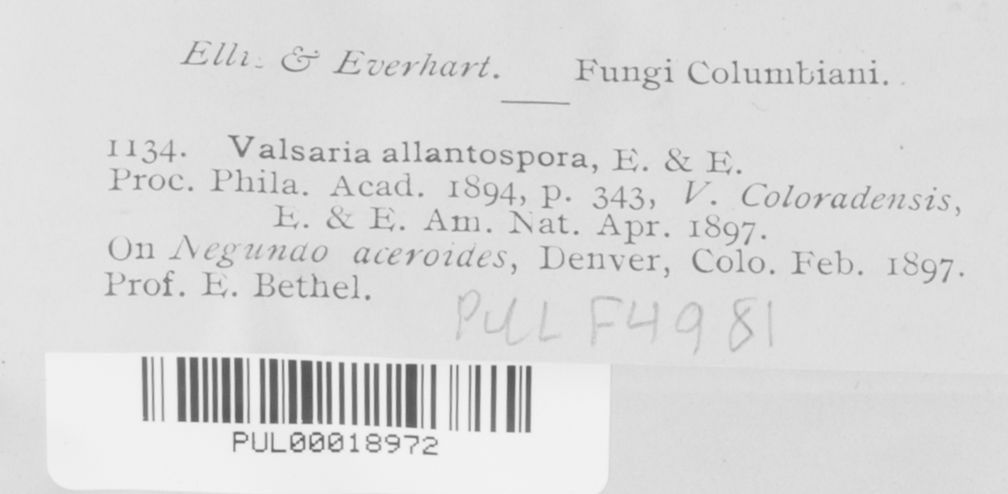 Elli. & Everhart. Fungi Columbiani.
1134. Valsaria allantospora, E. & E.
Proc. Phila. Acad. 1894, p. 343, V. Coloradensis,
E. & E. Am. Nat. Apr. 1897.
On Negundo aceroides, Denver, Colo. Feb. 1897.
Prof. E. Bethel.
PUL F4981
PUL00018972